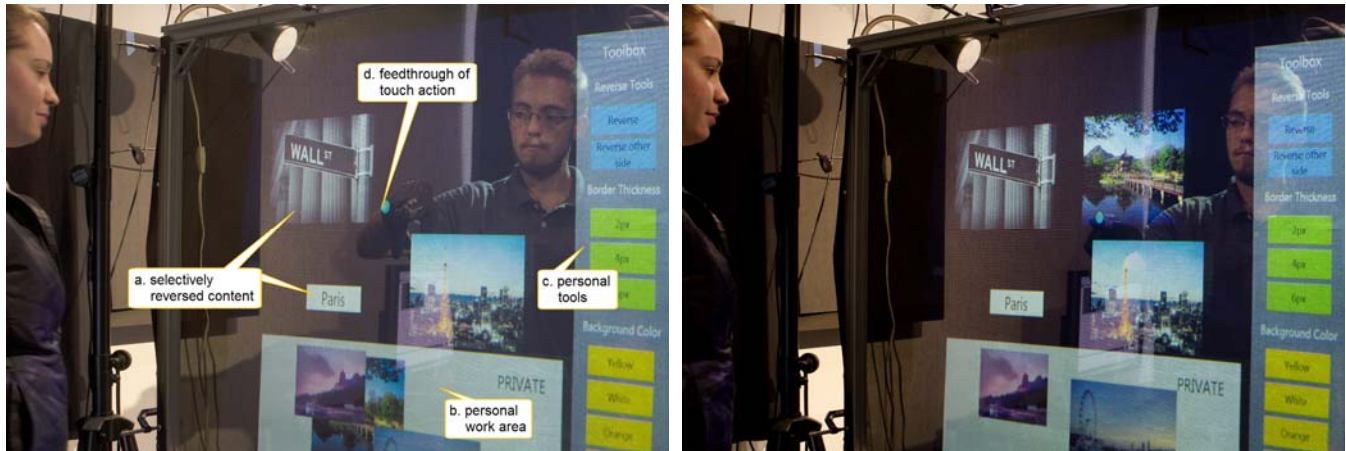 d. feedthrough of
touch action
WALL ST
a. selectively
reversed content
Paris
c. personal
tools
b. personal
work area
PRIVATE
Toolbox
Reverse Tools
Reverse
Reverse other
side
Border Thickness
2px
4px
px
Background Color
Yellow
White
Orange
WALL ST
Paris
PRIVATE
Toolbox
Reverse Tools
Reverse
Reverse other
side
Border Thickness
2px
4px
6px
Background Color
Yellow
White
Orange